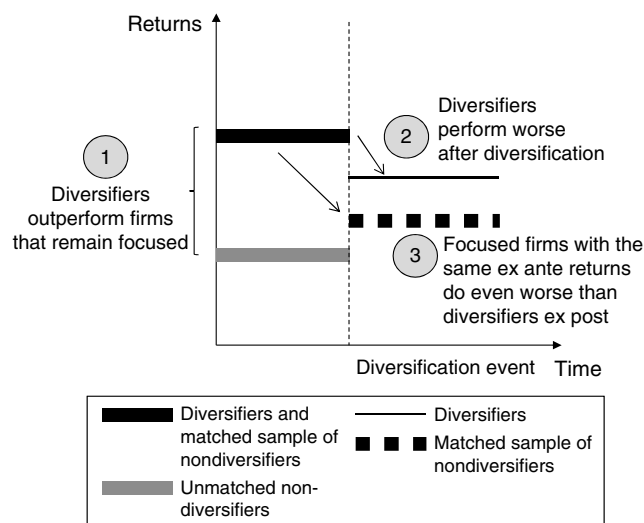 Returns
1
Diversifiers
outperform firms
that remain focused
2
Diversifiers
perform worse
after diversification
3
Focused firms with the
same ex ante returns
do even worse than
diversifiers ex post
Diversification event
Time
Diversifiers and
matched sample of
nondiversifiers
Unmatched non-
diversifiers
Diversifiers
Matched sample of
nondiversifiers